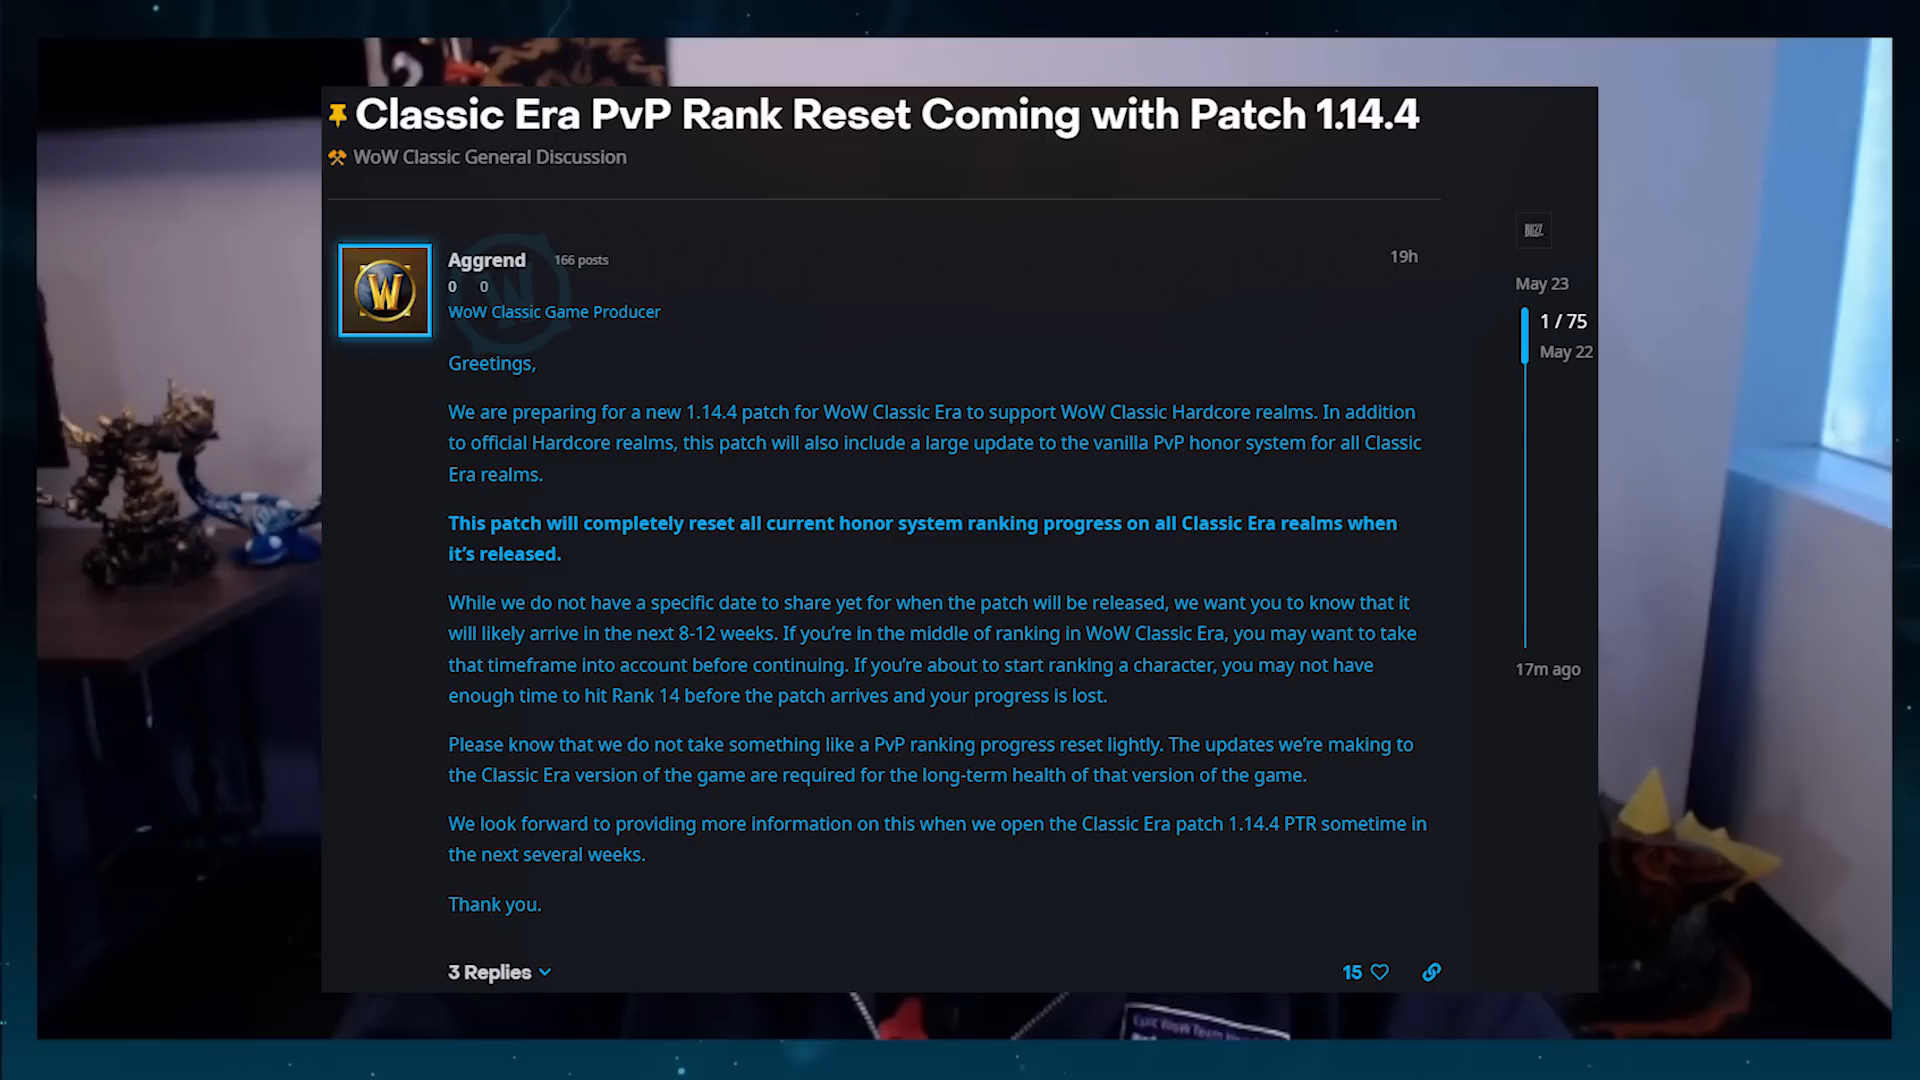 Classic Era PvP Rank Reset Coming with Patch 1.14.4
WoW Classic General Discussion
Aggrend 166 posts 19h
0 0
WoW Classic Game Producer
BLIZZ
May 23
1 / 75
May 22
Greetings,
We are preparing for a new 1.14.4 patch for WoW Classic Era to support WoW Classic Hardcore realms. In addition
to official Hardcore realms, this patch will also include a large update to the vanilla PvP honor system for all Classic
Era realms.
This patch will completely reset all current honor system ranking progress on all Classic Era realms when
it's released.
While we do not have a specific date to share yet for when the patch will be released, we want you to know that it
will likely arrive in the next 8-12 weeks. If you're in the middle of ranking in WoW Classic Era, you may want to take
that timeframe into account before continuing. If you're about to start ranking a character, you may not have
enough time to hit Rank 14 before the patch arrives and your progress is lost.
17m ago
Please know that we do not take something like a PvP ranking progress reset lightly. The updates we're making to
the Classic Era version of the game are required for the long-term health of that version of the game.
We look forward to providing more information on this when we open the Classic Era patch 1.14.4 PTR sometime in
the next several weeks.
Thank you.
3 Replies 15
Epic WoW Team